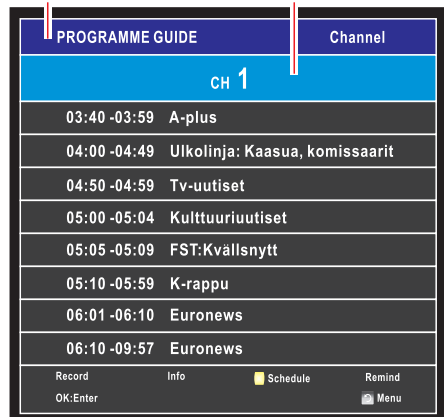 PROGRAMME GUIDE Channel
CH 1
03:40 -03:59 A-plus
04:00 -04:49 Ulkolinja: Kaasua, komissaarit
04:50 -04:59 Tv-uutiset
05:00 -05:04 Kulttuuriuutiset
05:05 -05:09 FST:Kvällsnytt
05:10 -05:59 K-rappu
06:01 -06:10 Euronews
06:10 -09:57 Euronews
Record Info Schedule Remind
OK:Enter Menu